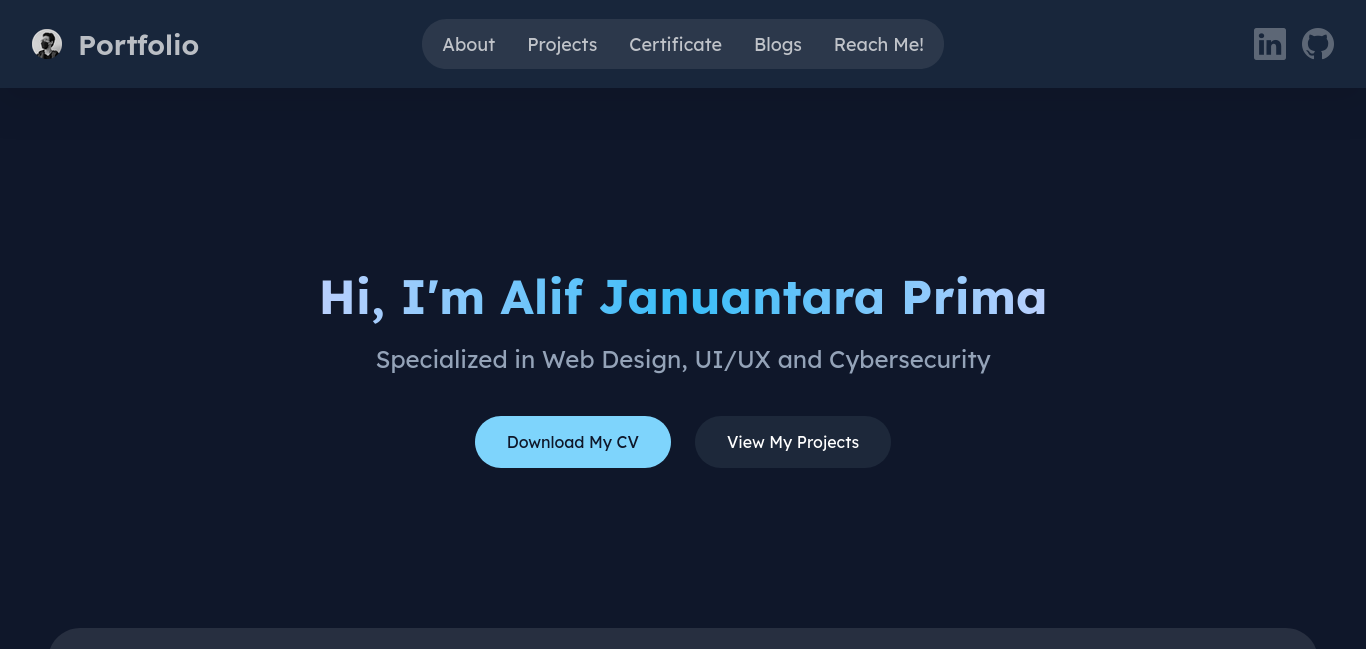 Portfolio
About Projects Certificate Blogs Reach Me!
Hi, I'm Alif Januantara Prima
Specialized in Web Design, UI/UX and Cybersecurity
Download My CV View My Projects